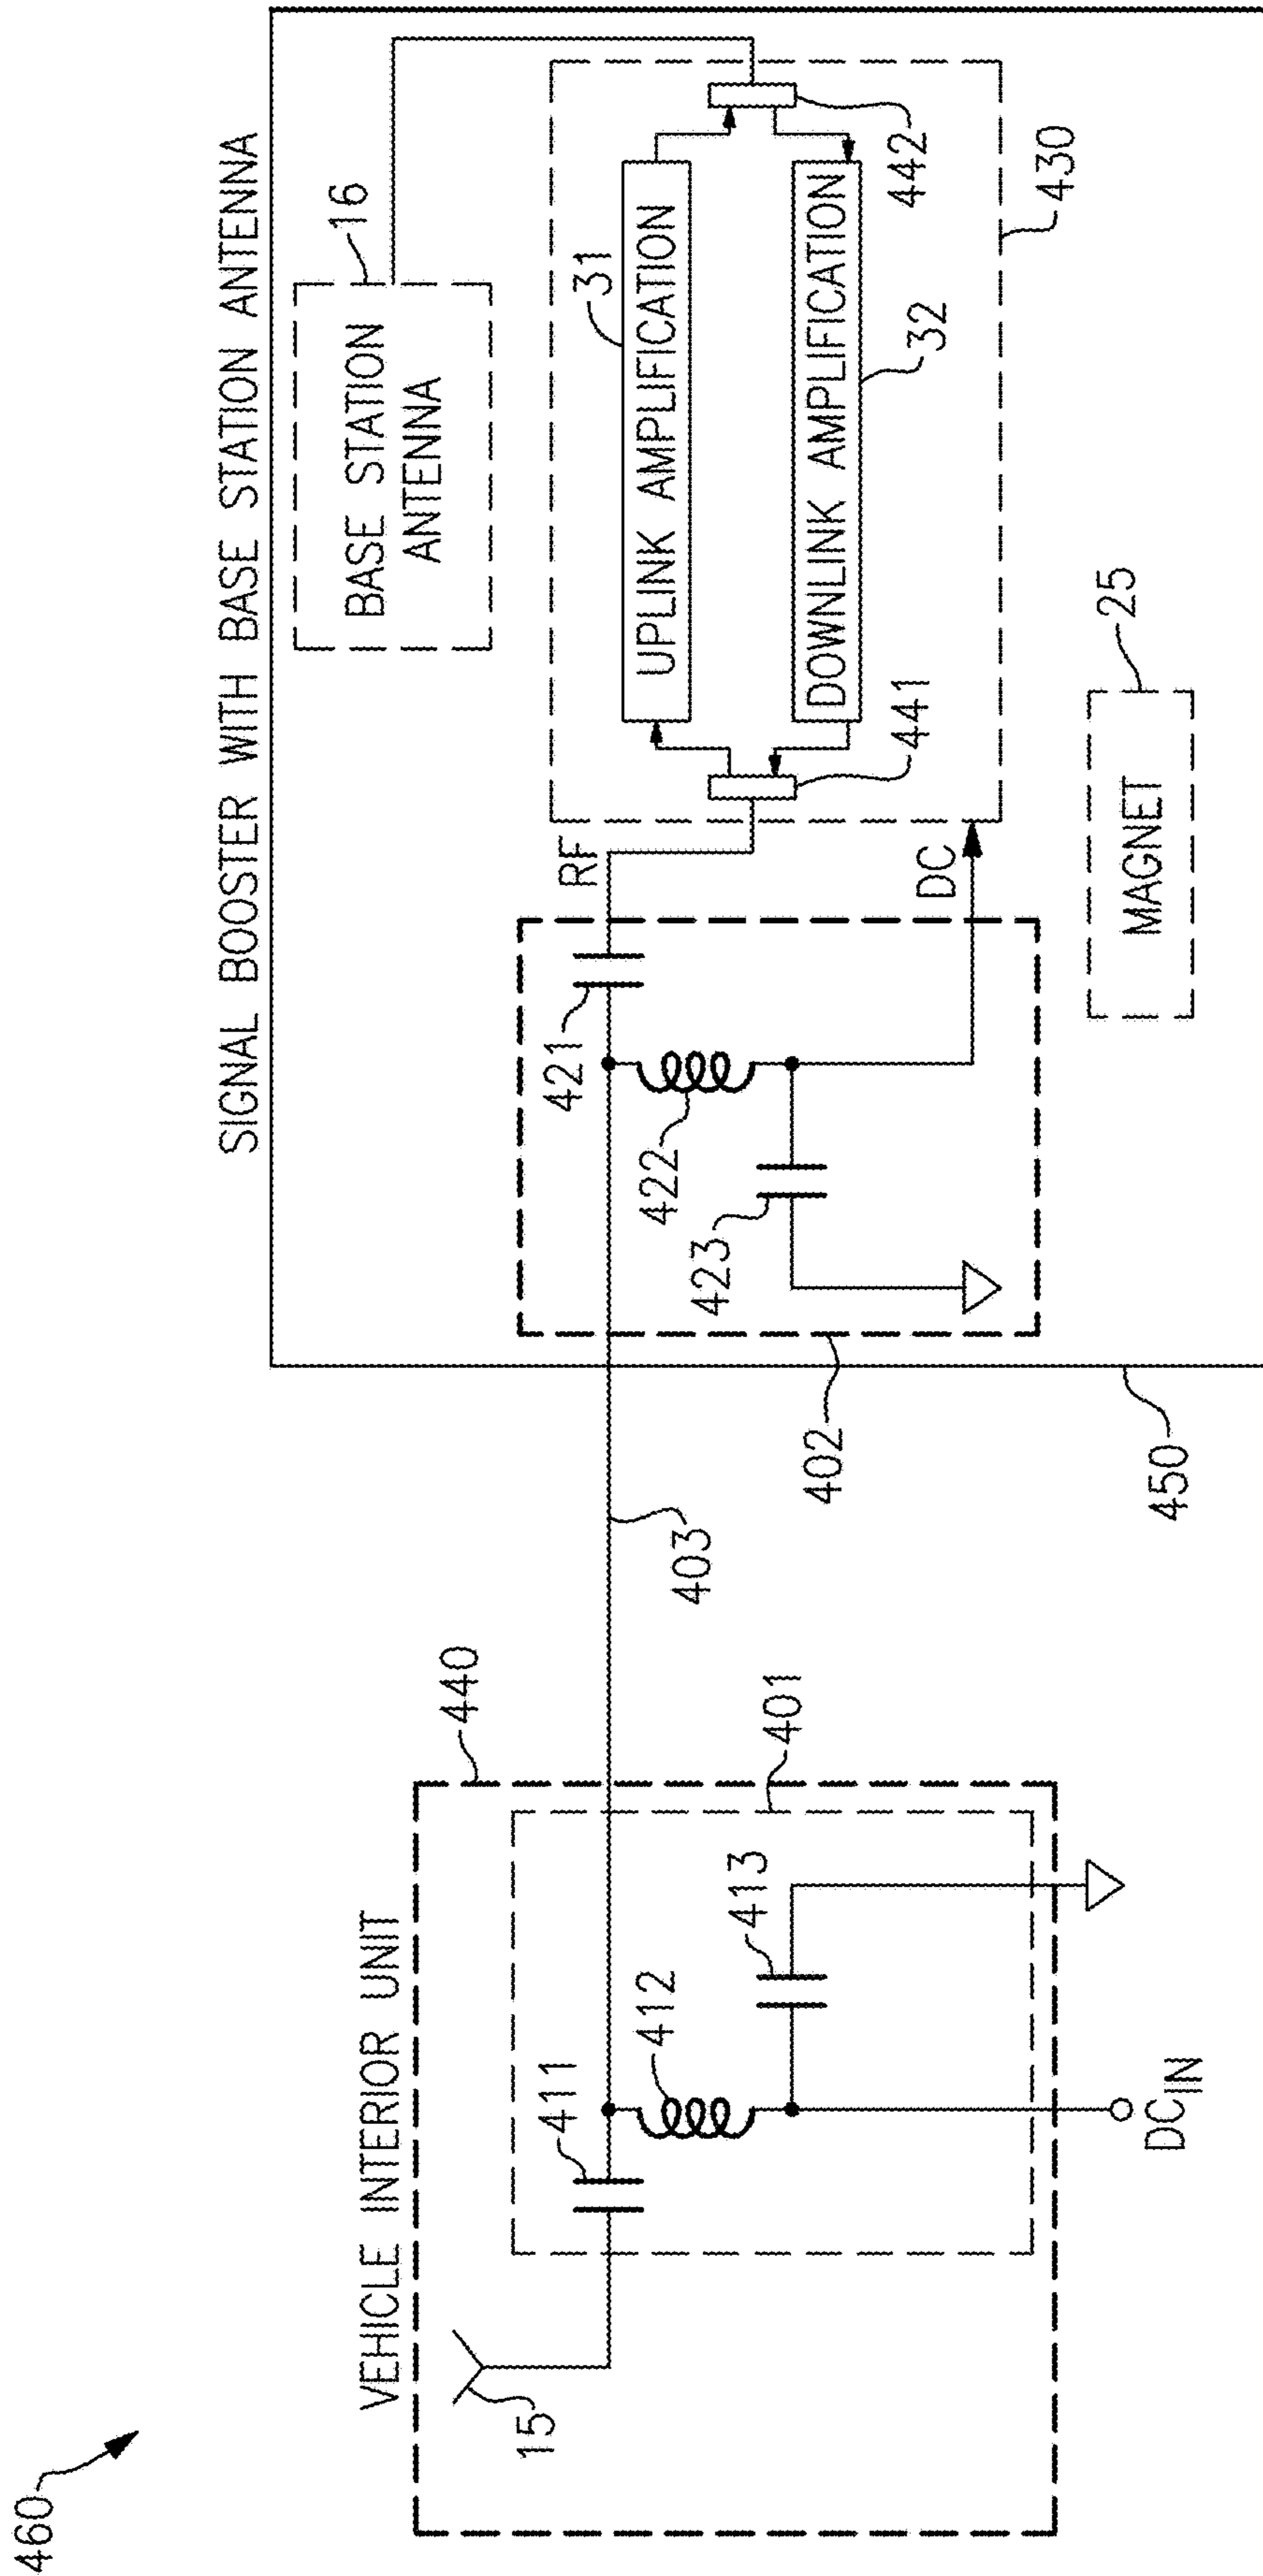 460
VEHICLE INTERIOR UNIT
440
15
411
412
413
401
DC_IN
403
SIGNAL BOOSTER WITH BASE STATION ANTENNA
BASE STATION
ANTENNA
16
421
422
423
402
450
RF
DC
UPLINK AMPLIFICATION
31
DOWNLINK AMPLIFICATION
32
441
442
430
MAGNET
25